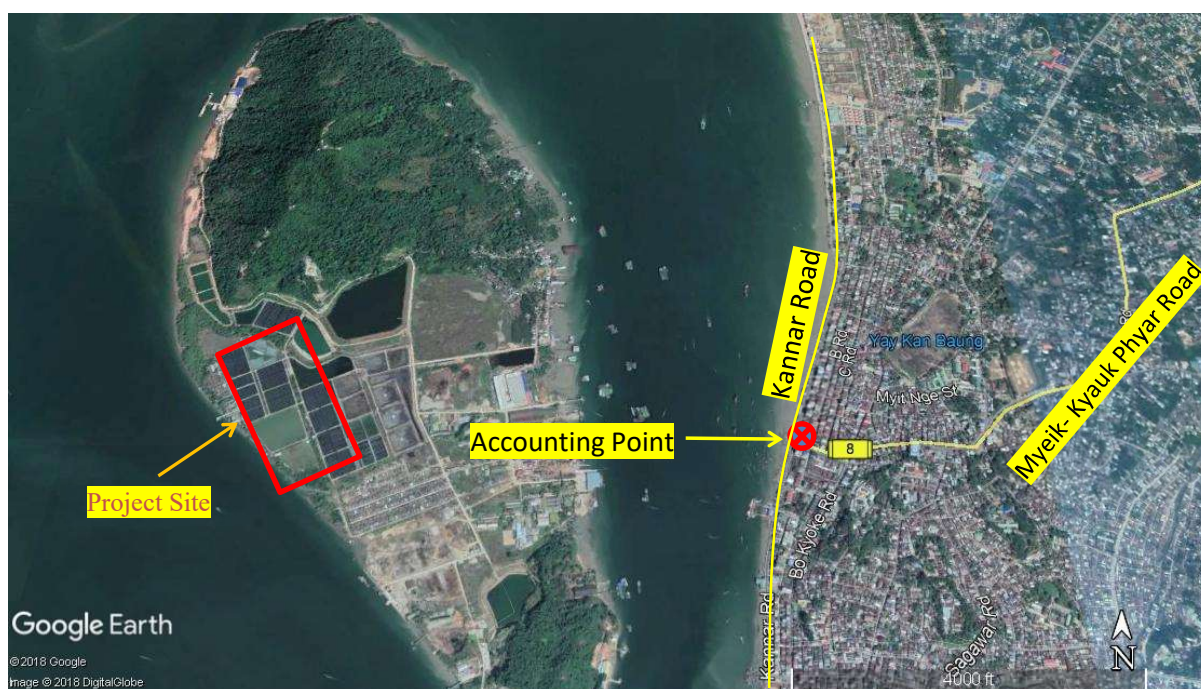 Kannar Road
B Rd
C Rd
Yay Kan Baung
Myit Nge St
Accounting Point
8
Myeik- Kyauk Phyar Road
Rd
Project Site
Bo Kyoke Rd
Kannar Rd
Sagawar Rd
Google Earth
©2018 Google
Image © 2018 DigitalGlobe
N
4000 ft